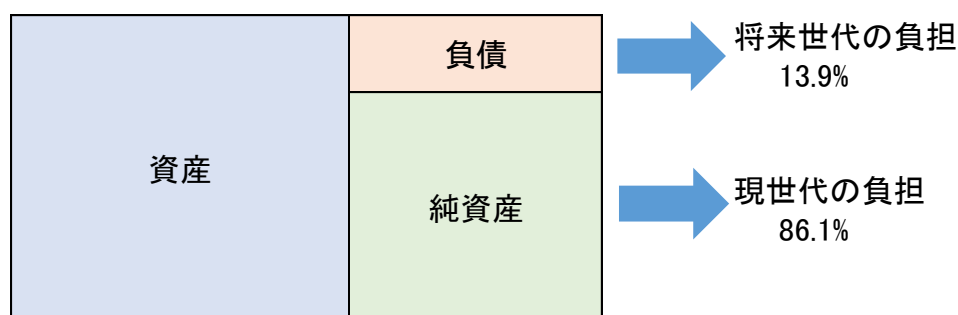 資産
負債
純資産
将来世代の負担
13.9%
現世代の負担
86.1%